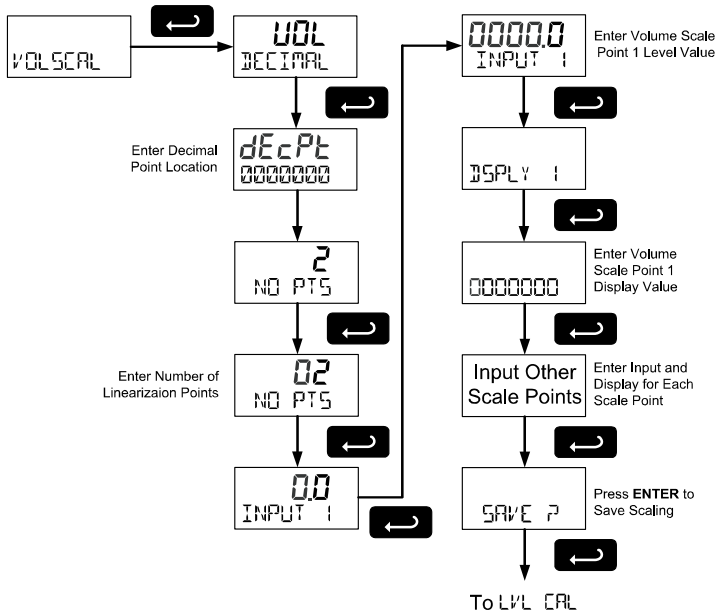 VOLSCAL
VOL
DECIMAL
Enter Decimal
Point Location
dEcPt
0000000
2
NO PTS
Enter Number of
Linearizaion Points
02
NO PTS
0.0
INPUT 1
0000.0
INPUT 1
Enter Volume Scale
Point 1 Level Value
DSPLY 1
0000000
Enter Volume
Scale Point 1
Display Value
Input Other
Scale Points
Enter Input and
Display for Each
Scale Point
SAVE ?
Press ENTER to
Save Scaling
To LVL CAL